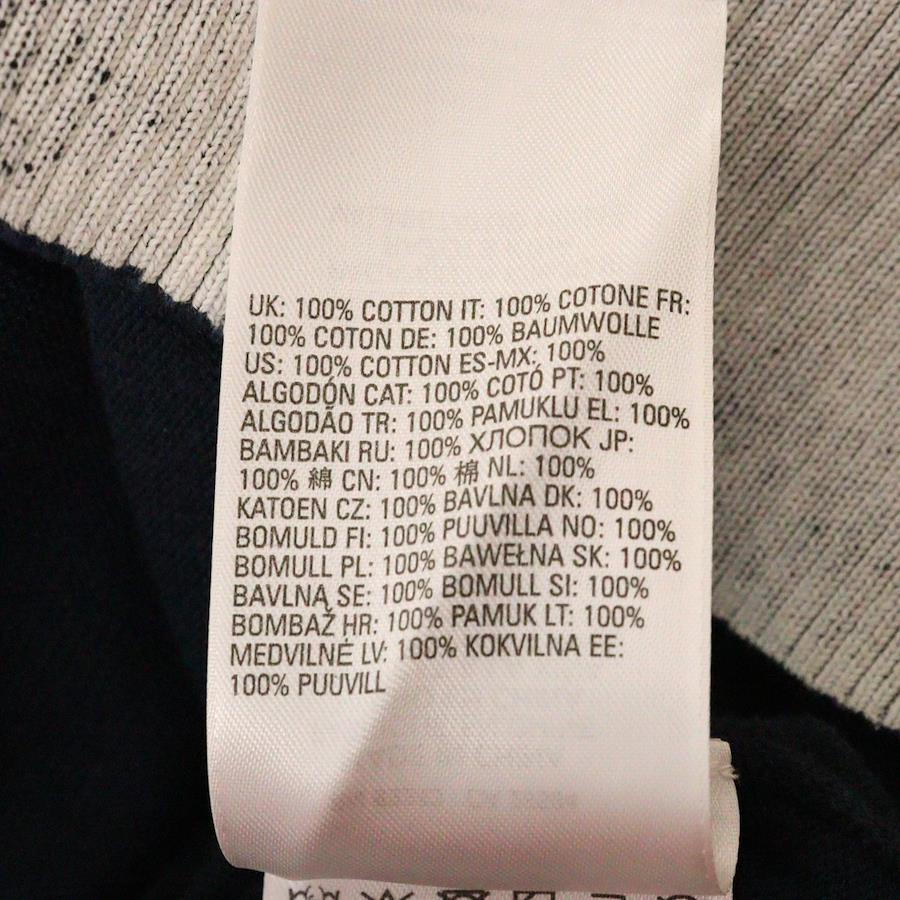 UK: 100% COTTON IT: 100% COTONE FR:
100% COTON DE: 100% BAUMWOLLE
US: 100% COTTON ES-MX: 100%
ALGODÓN CAT: 100% COTÓ PT: 100%
ALGODÃO TR: 100% PAMUKLU EL: 100%
BAMBAKI RU: 100% ХЛОПОК JP:
100% 綿 CN: 100% 棉 NL: 100%
KATOEN CZ: 100% BAVLNA DK: 100%
BOMULD FI: 100% PUUVILLA NO: 100%
BOMULL PL: 100% BAWEŁNA SK: 100%
BAVLNĄ SE: 100% BOMULL SI: 100%
BOMBAŽ HR: 100% PAMUK LT: 100%
MEDVILNĖ LV: 100% KOKVILNA EE:
100% PUUVILL